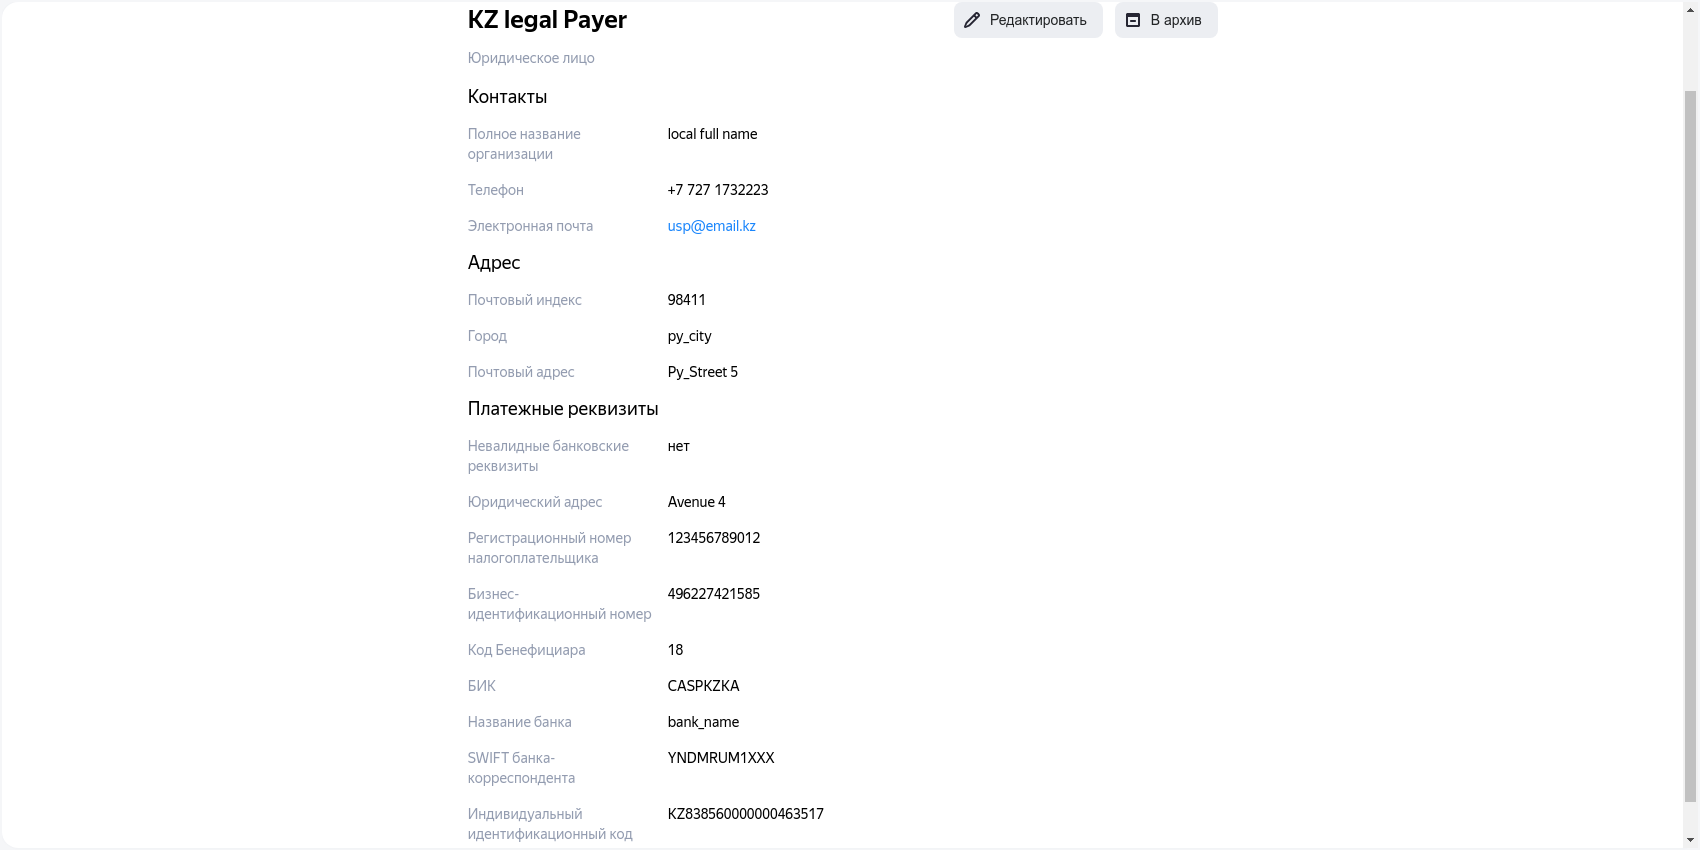 KZ legal Payer
Редактировать
В архив
Юридическое лицо
Контакты
Полное название
организации
local full name
Телефон
+7 727 1732223
Электронная почта
usp@email.kz
Адрес
Почтовый индекс
98411
Город
py_city
Почтовый адрес
Py_Street 5
Платежные реквизиты
Невалидные банковские
реквизиты
нет
Юридический адрес
Avenue 4
Регистрационный номер
налогоплательщика
123456789012
Бизнес-
идентификационный номер
496227421585
Код Бенефициара
18
БИК
CASPKZKA
Название банка
bank_name
SWIFT банка-
корреспондента
YNDMRUM1XXX
Индивидуальный
идентификационный код
KZ838560000000463517